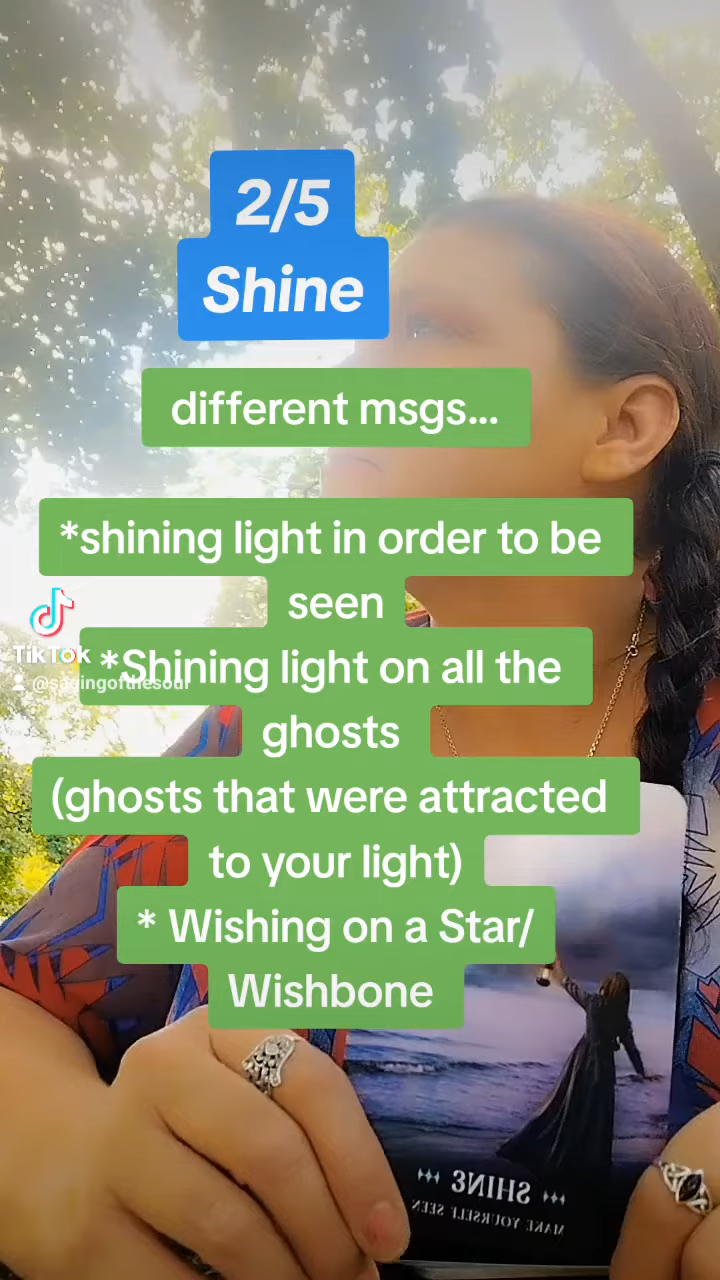 2/5
Shine
different msgs...
*shining light in order to be
seen
*Shining light on all the
ghosts
(ghosts that were attracted
to your light)
* Wishing on a Star/
Wishbone
TikTok
@sagingofthesoul
SHINE
MAKE YOURSELF SEEN